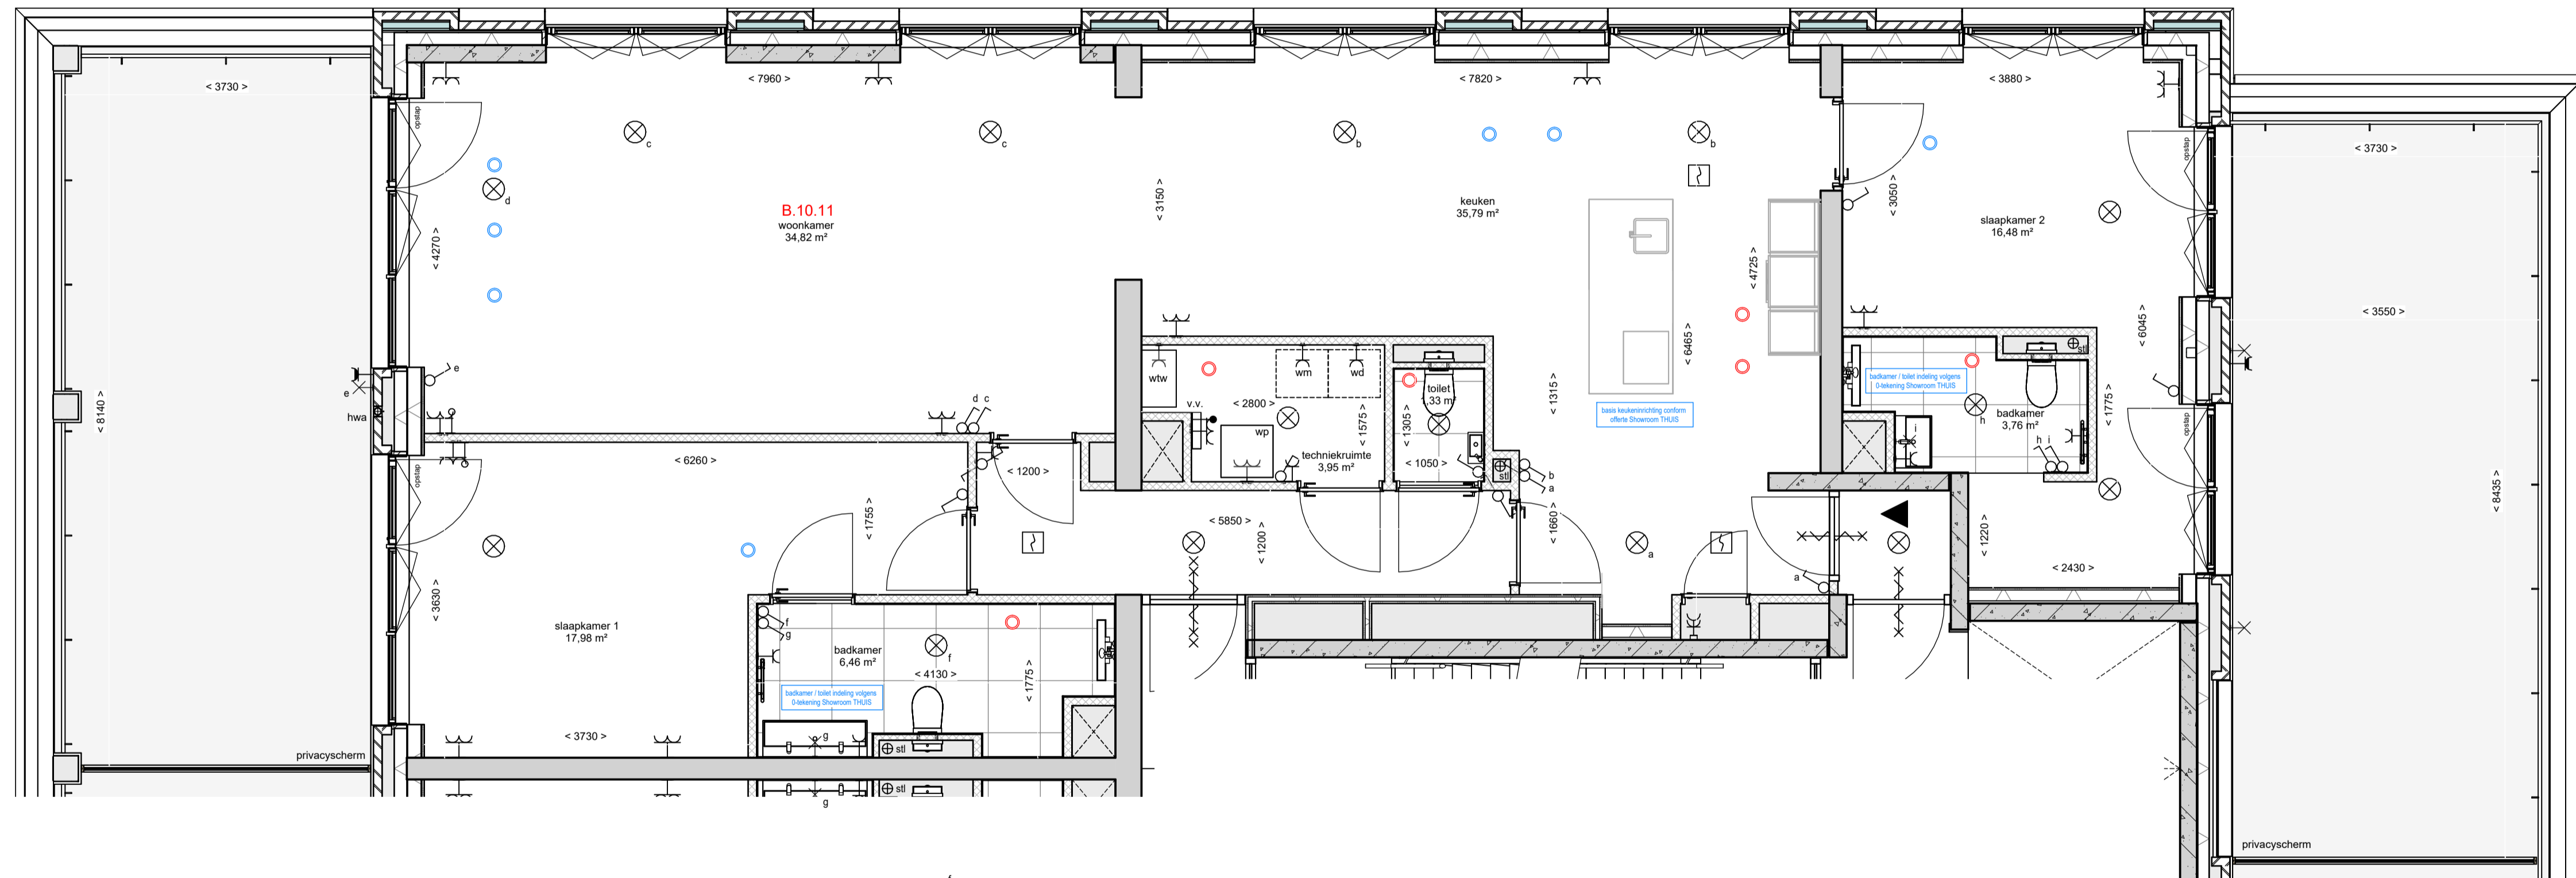 < 3730 >
< 7960 >
< 7820 >
< 3880 >
opstap
c
c
b
b
< 3730 >
opstap
d
B.10.11
woonkamer
34,82 m²
< 3150 >
keuken
35,79 m²
< 3050 >
slaapkamer 2
16,48 m²
< 4270 >
< 4725 >
< 6465 >
< 6045 >
< 3550 >
e
e
hwa
< 8140 >
d c
wtw
wm
wd
v.v.
< 2800 >
wp
techniekruimte
3,95 m²
< 1575 >
< 1305 >
toilet
1,33 m²
< 1050 >
stl
< 1315 >
b
a
basis keukeninrichting conform
offerte Showroom THUIS
badkamer / toilet indeling volgens
0-tekening Showroom THUIS
stl
h
badkamer
3,76 m²
< 1775 >
i
h i
opstap
opstap
< 6260 >
< 1200 >
< 1755 >
< 5850 >
< 1200 >
< 1660 >
a
a
< 1220 >
< 2430 >
< 8435 >
< 3630 >
slaapkamer 1
17,98 m²
f
g
badkamer
6,46 m²
f
< 4130 >
< 1775 >
badkamer / toilet indeling volgens
0-tekening Showroom THUIS
< 3730 >
g
stl
privacyscherm
stl
g
privacyscherm